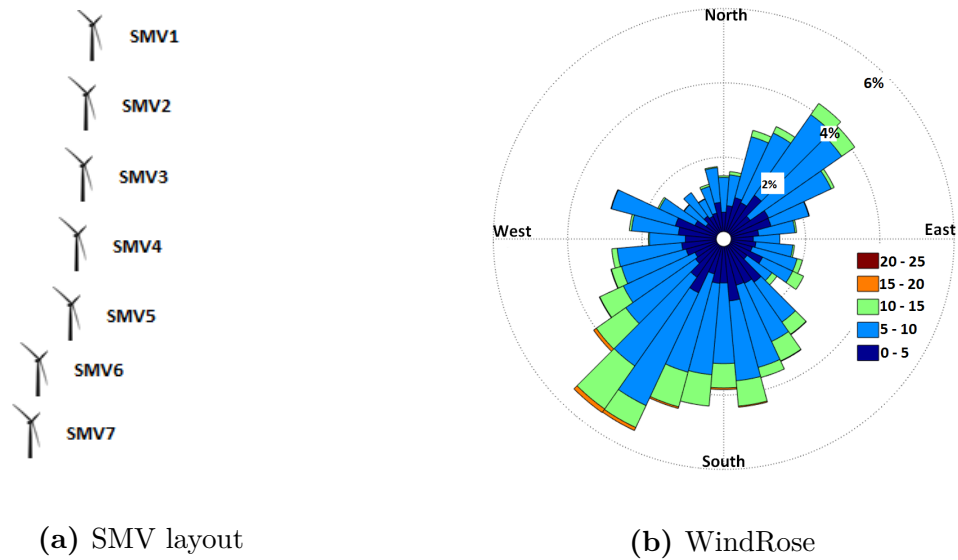 SMV1
SMV2
SMV3
SMV4
SMV5
SMV6
SMV7
(a) SMV layout
North
6%
4%
2%
West
East
20 - 25
15 - 20
10 - 15
5 - 10
0 - 5
South
(b) WindRose